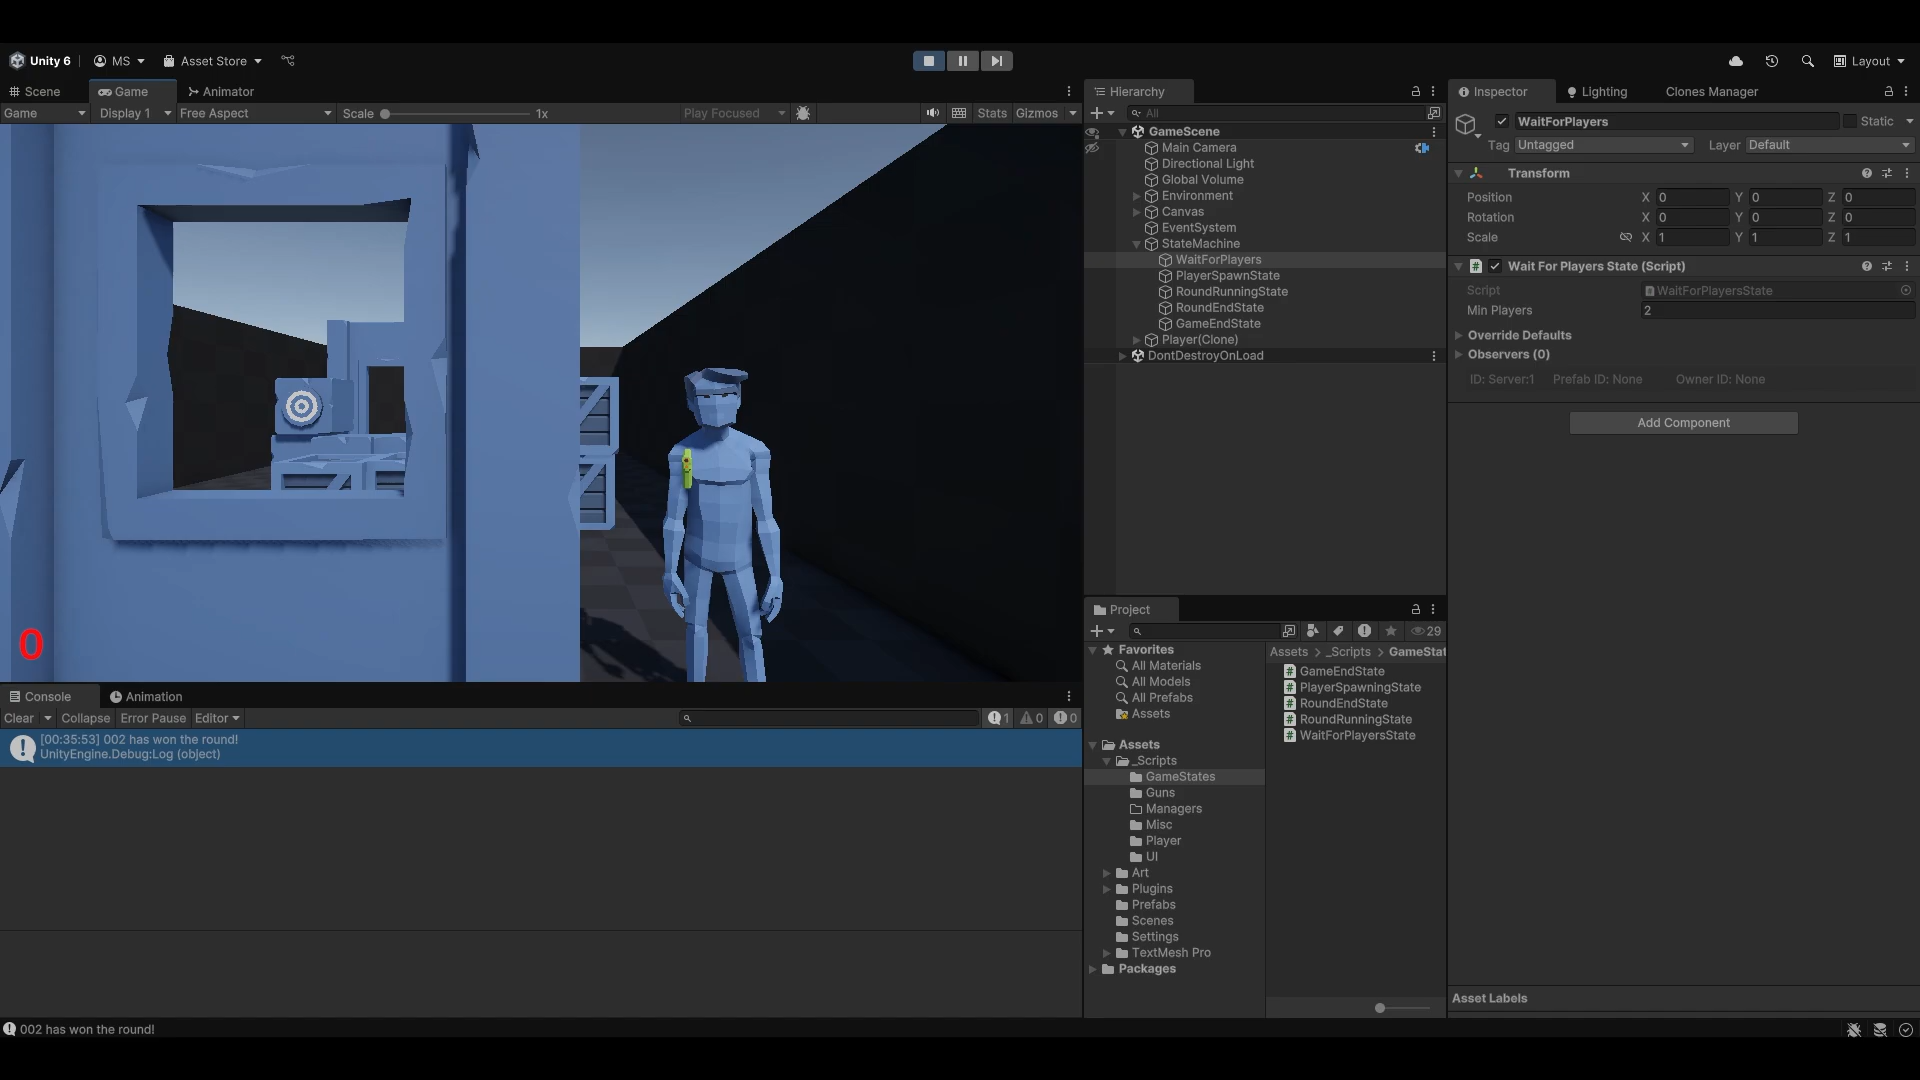 Unity 6 MS Asset Store Layout
Scene Game Animator
Game Display 1 Free Aspect Scale 1x Play Focused Stats Gizmos
0
Console Animation
Clear Collapse Error Pause Editor 1 0 0
[00:35:53] 002 has won the round!
UnityEngine.Debug:Log (object)
Hierarchy
All
GameScene
Main Camera
Directional Light
Global Volume
Environment
Canvas
EventSystem
StateMachine
WaitForPlayers
PlayerSpawnState
RoundRunningState
RoundEndState
GameEndState
Player(Clone)
DontDestroyOnLoad
Project
29
Favorites
All Materials
All Models
All Prefabs
Assets
Assets
_Scripts
GameStates
Guns
Managers
Misc
Player
UI
Art
Plugins
Prefabs
Scenes
Settings
TextMesh Pro
Packages
Assets > _Scripts > GameStat
GameEndState
PlayerSpawningState
RoundEndState
RoundRunningState
WaitForPlayersState
Inspector Lighting Clones Manager
WaitForPlayers Static
Tag Untagged Layer Default
Transform
Position X 0 Y 0 Z 0
Rotation X 0 Y 0 Z 0
Scale X 1 Y 1 Z 1
Wait For Players State (Script)
Script WaitForPlayersState
Min Players 2
Override Defaults
Observers (0)
ID: Server:1 Prefab ID: None Owner ID: None
Add Component
Asset Labels
002 has won the round!